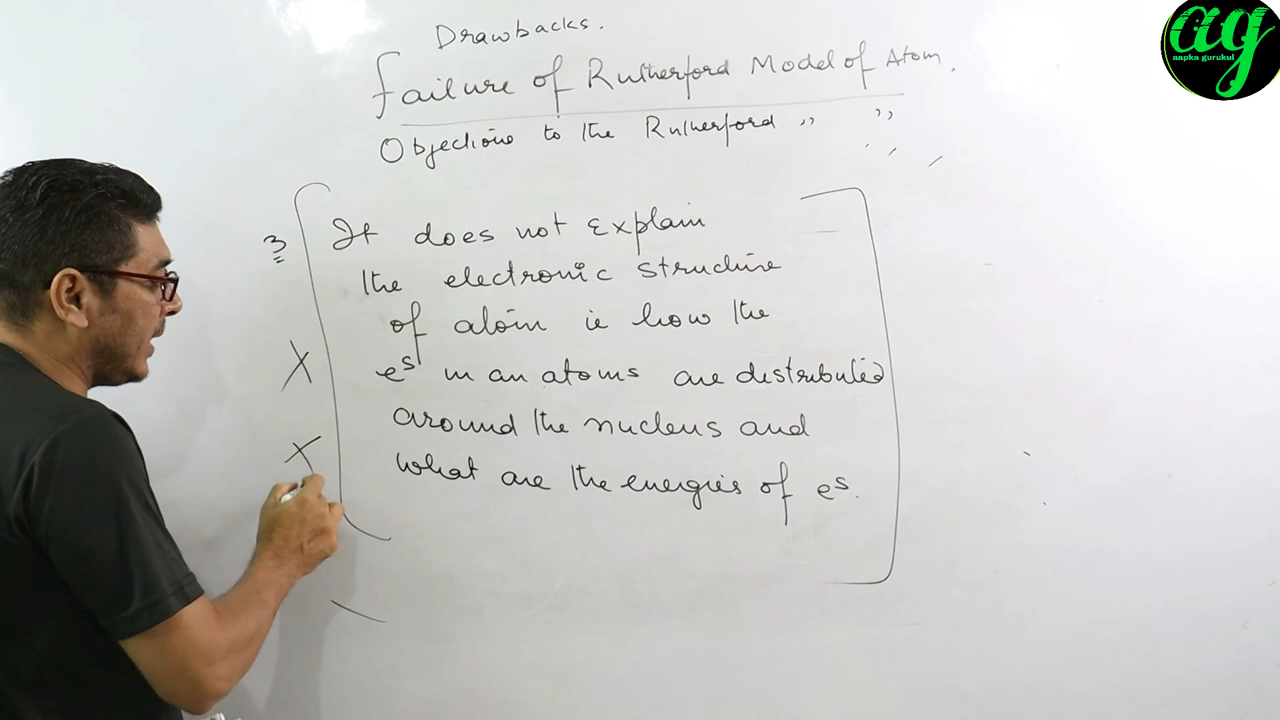 Drawbacks.
Failure of Rutherford Model of Atom.
Objections to the Rutherford ,, ,,
3 It does not Explain
the electronic structure
of atom ie how the
X es in an atoms are distributed
around the nucleus and
X what are the energies of es.
ag
aapka gurukul